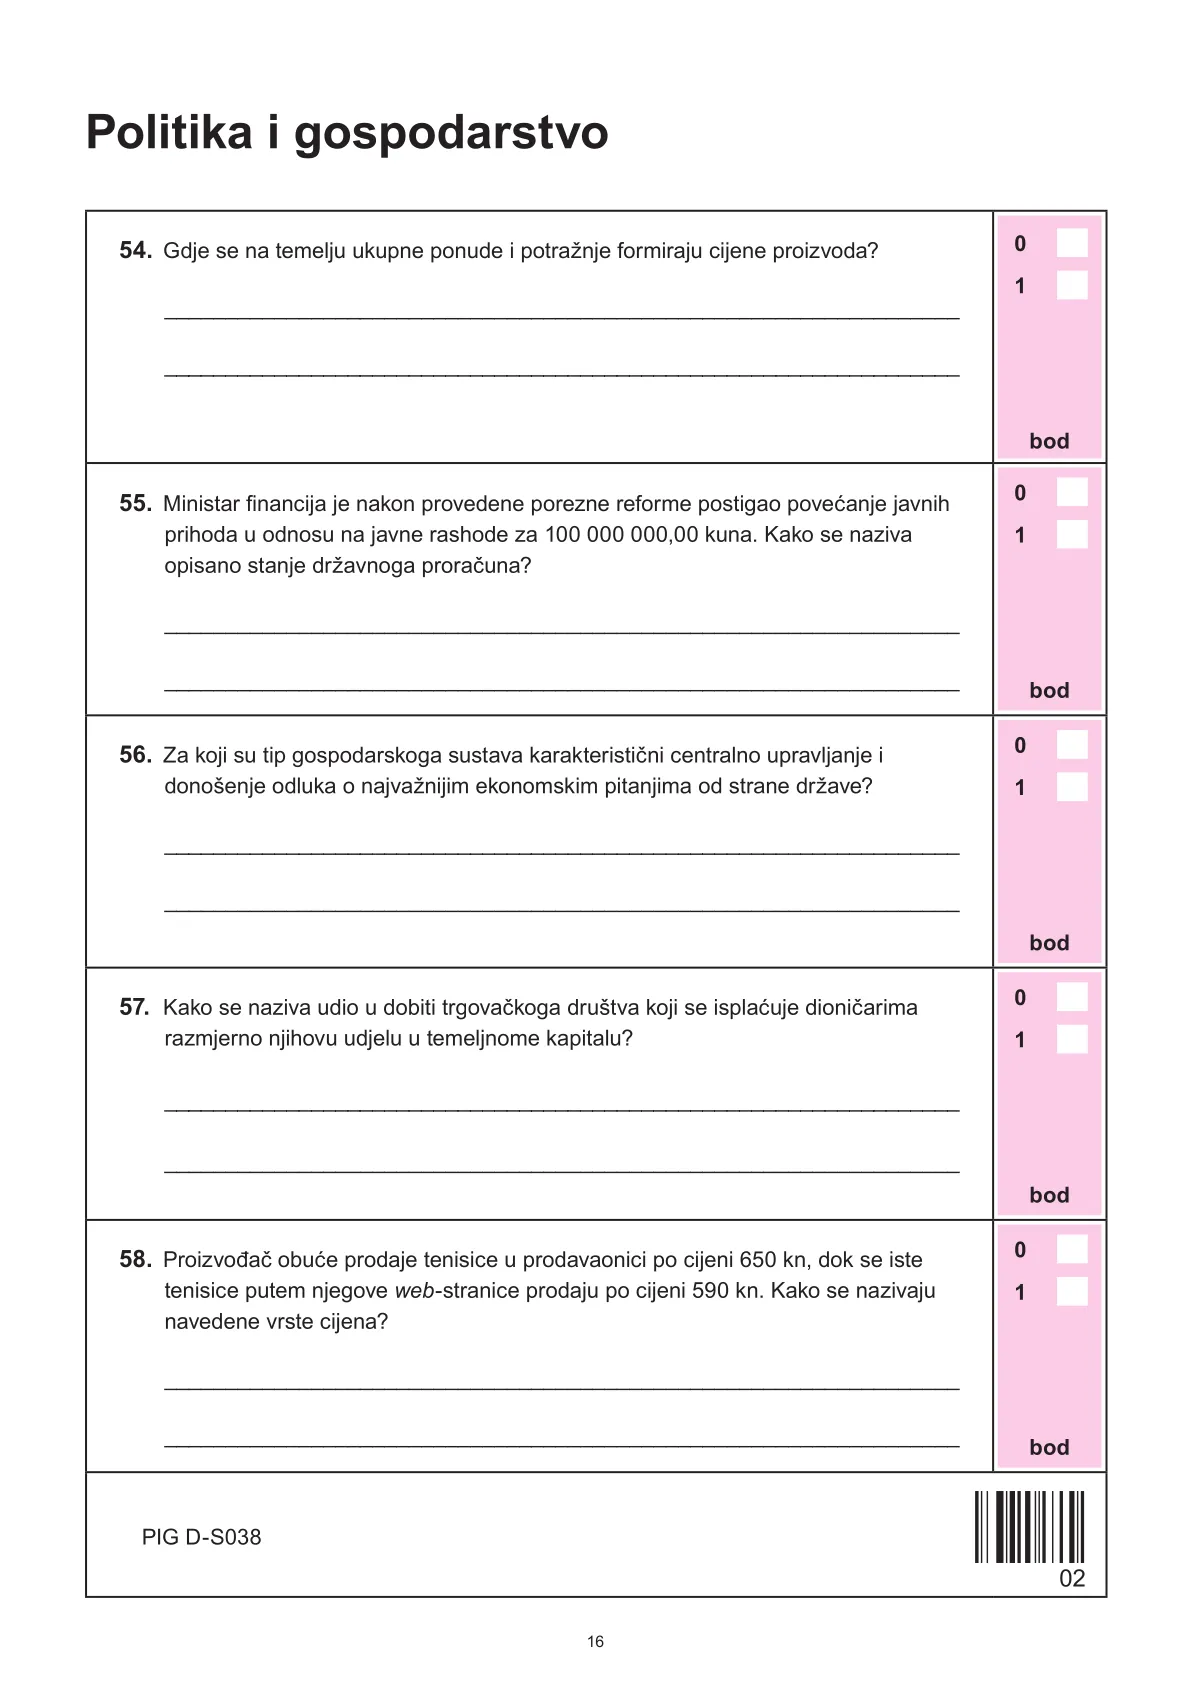 Politika i gospodarstvo
54. Gdje se na temelju ukupne ponude i potražnje formiraju cijene proizvoda?
0
1
bod
55. Ministar financija je nakon provedene porezne reforme postigao povećanje javnih
prihoda u odnosu na javne rashode za 100 000 000,00 kuna. Kako se naziva
opisano stanje državnoga proračuna?
0
1
bod
56. Za koji su tip gospodarskoga sustava karakteristični centralno upravljanje i
donošenje odluka o najvažnijim ekonomskim pitanjima od strane države?
0
1
bod
57. Kako se naziva udio u dobiti trgovačkoga društva koji se isplaćuje dioničarima
razmjerno njihovu udjelu u temeljnome kapitalu?
0
1
bod
58. Proizvođač obuće prodaje tenisice u prodavaonici po cijeni 650 kn, dok se iste
tenisice putem njegove web-stranice prodaju po cijeni 590 kn. Kako se nazivaju
navedene vrste cijena?
0
1
bod
PIG D-S038
02
16